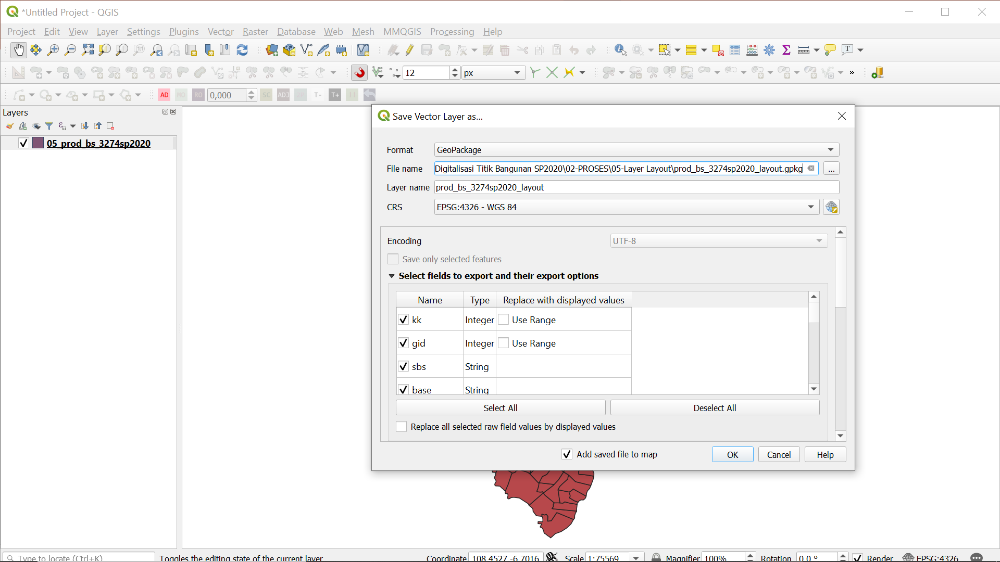 *Untitled Project - QGIS
Project Edit View Layer Settings Plugins Vector Raster Database Web Mesh MMQGIS Processing Help
12 px
AD MO RO 0,000 SC ADJ T- T+
Layers
05_prod_bs_3274sp2020
Save Vector Layer as...
Format GeoPackage
File name Digitalisasi Titik Bangunan SP2020\02-PROSES\05-Layer Layout\prod_bs_3274sp2020_layout.gpkg ...
Layer name prod_bs_3274sp2020_layout
CRS EPSG:4326 - WGS 84
Encoding UTF-8
Save only selected features
Select fields to export and their export options
Name Type Replace with displayed values
kk Integer Use Range
gid Integer Use Range
sbs String
base String
Select All Deselect All
Replace all selected raw field values by displayed values
Add saved file to map OK Cancel Help
Type to locate (Ctrl+K) Toggles the editing state of the current layer Coordinate 108.4527,-6.7016 Scale 1:75569 Magnifier 100% Rotation 0,0 ° Render EPSG:4326